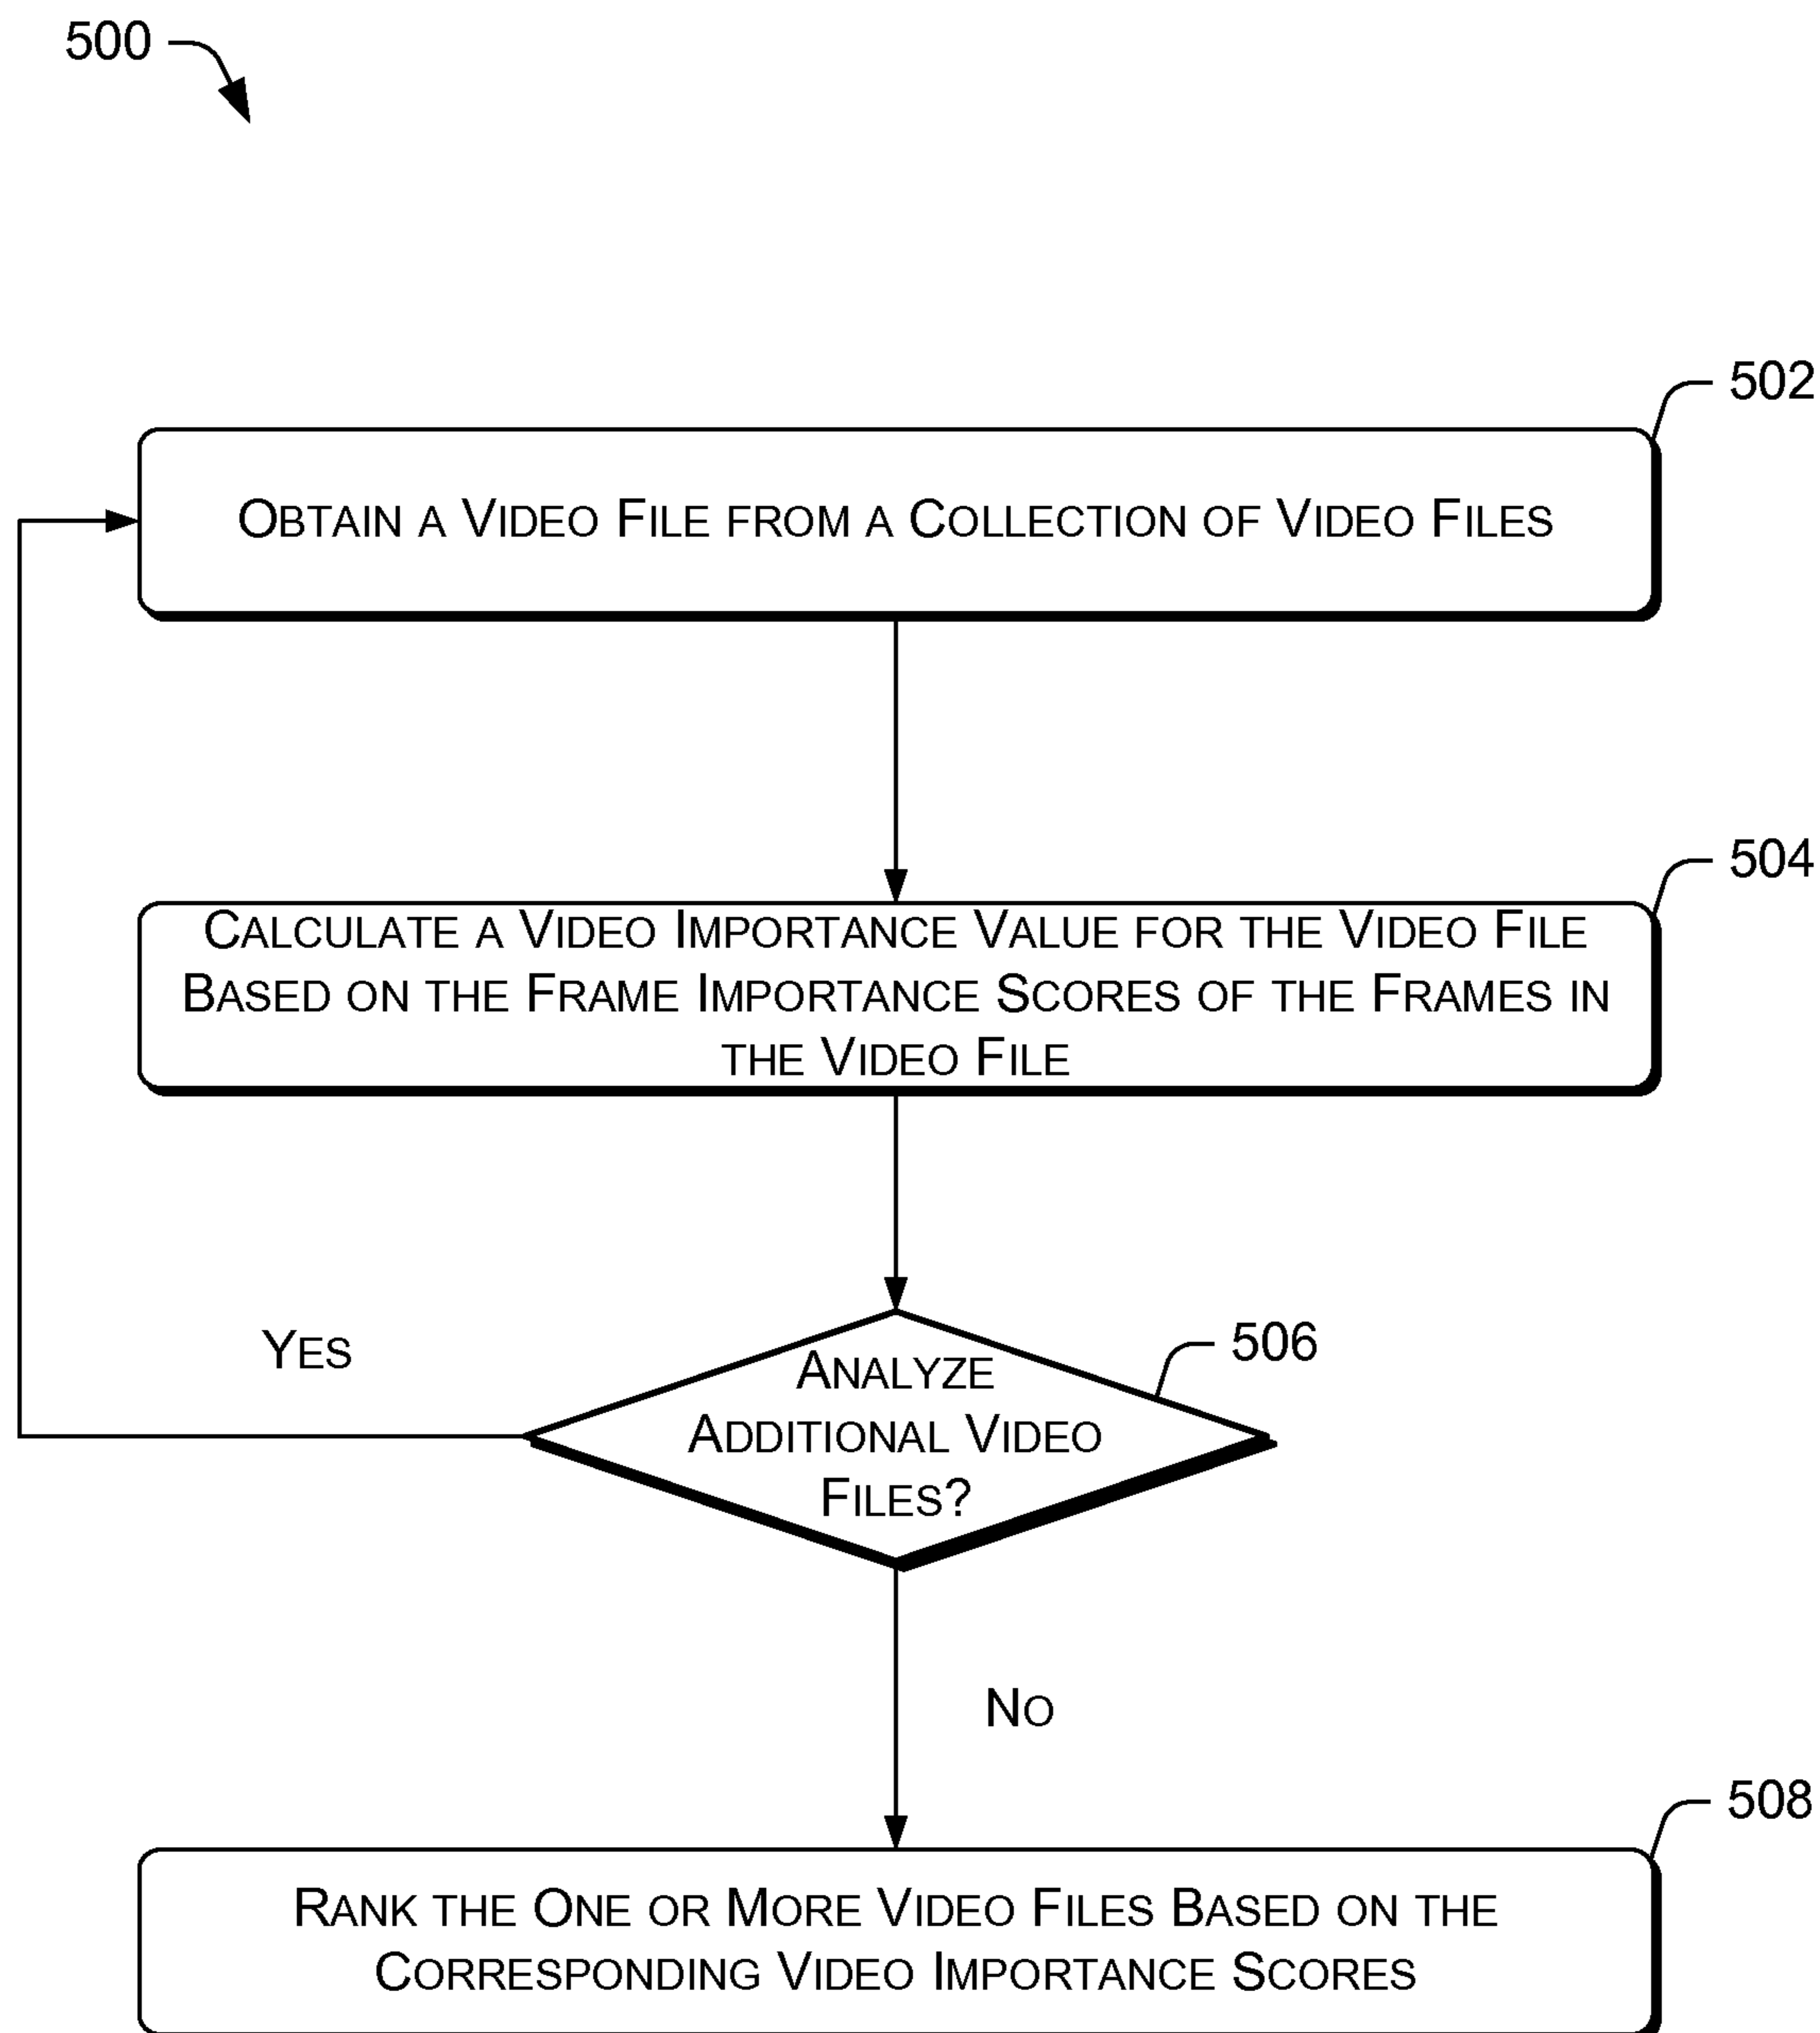 500
502
OBTAIN A VIDEO FILE FROM A COLLECTION OF VIDEO FILES
504
CALCULATE A VIDEO IMPORTANCE VALUE FOR THE VIDEO FILE
BASED ON THE FRAME IMPORTANCE SCORES OF THE FRAMES IN
THE VIDEO FILE
506
YES
ANALYZE
ADDITIONAL VIDEO
FILES?
NO
508
RANK THE ONE OR MORE VIDEO FILES BASED ON THE
CORRESPONDING VIDEO IMPORTANCE SCORES